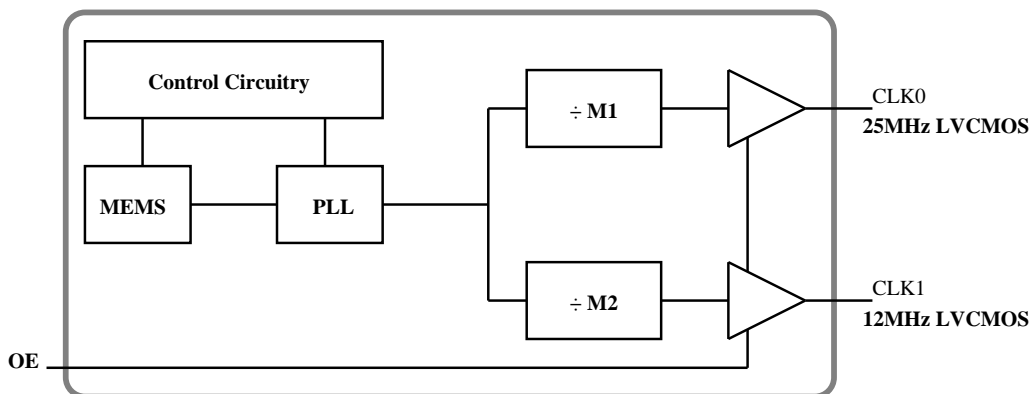 Control Circuitry
÷ M1
CLK0
25MHz LVCMOS
MEMS
PLL
÷ M2
CLK1
12MHz LVCMOS
OE